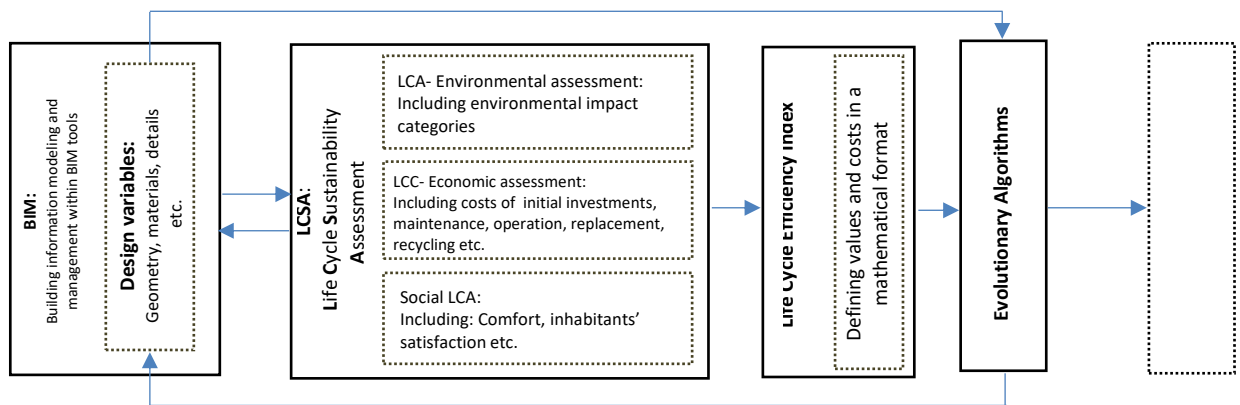 BIM:
Building information modeling and
management within BIM tools
Design variables:
Geometry, materials, details
etc.
LCSA:
Life Cycle Sustainability
Assessment
LCA- Environmental assessment:
Including environmental impact
categories
LCC- Economic assessment:
Including costs of initial investments,
maintenance, operation, replacement,
recycling etc.
Social LCA:
Including: Comfort, inhabitants’
satisfaction etc.
Life Cycle Efficiency Index
Defining values and costs in a
mathematical format
Evolutionary Algorithms